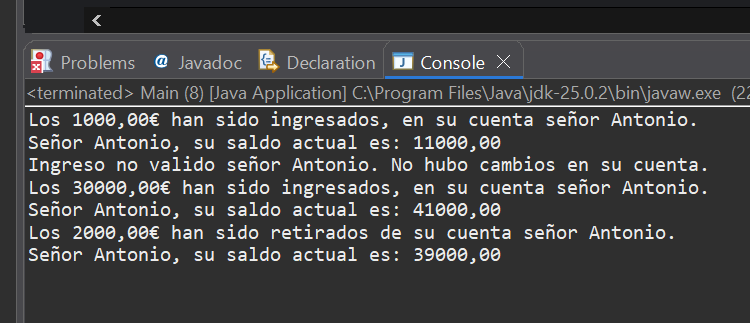 Problems Javadoc Declaration Console
<terminated> Main (8) [Java Application] C:\Program Files\Java\jdk-25.0.2\bin\javaw.exe (22
Los 1000,00€ han sido ingresados, en su cuenta señor Antonio.
Señor Antonio, su saldo actual es: 11000,00
Ingreso no valido señor Antonio. No hubo cambios en su cuenta.
Los 30000,00€ han sido ingresados, en su cuenta señor Antonio.
Señor Antonio, su saldo actual es: 41000,00
Los 2000,00€ han sido retirados de su cuenta señor Antonio.
Señor Antonio, su saldo actual es: 39000,00